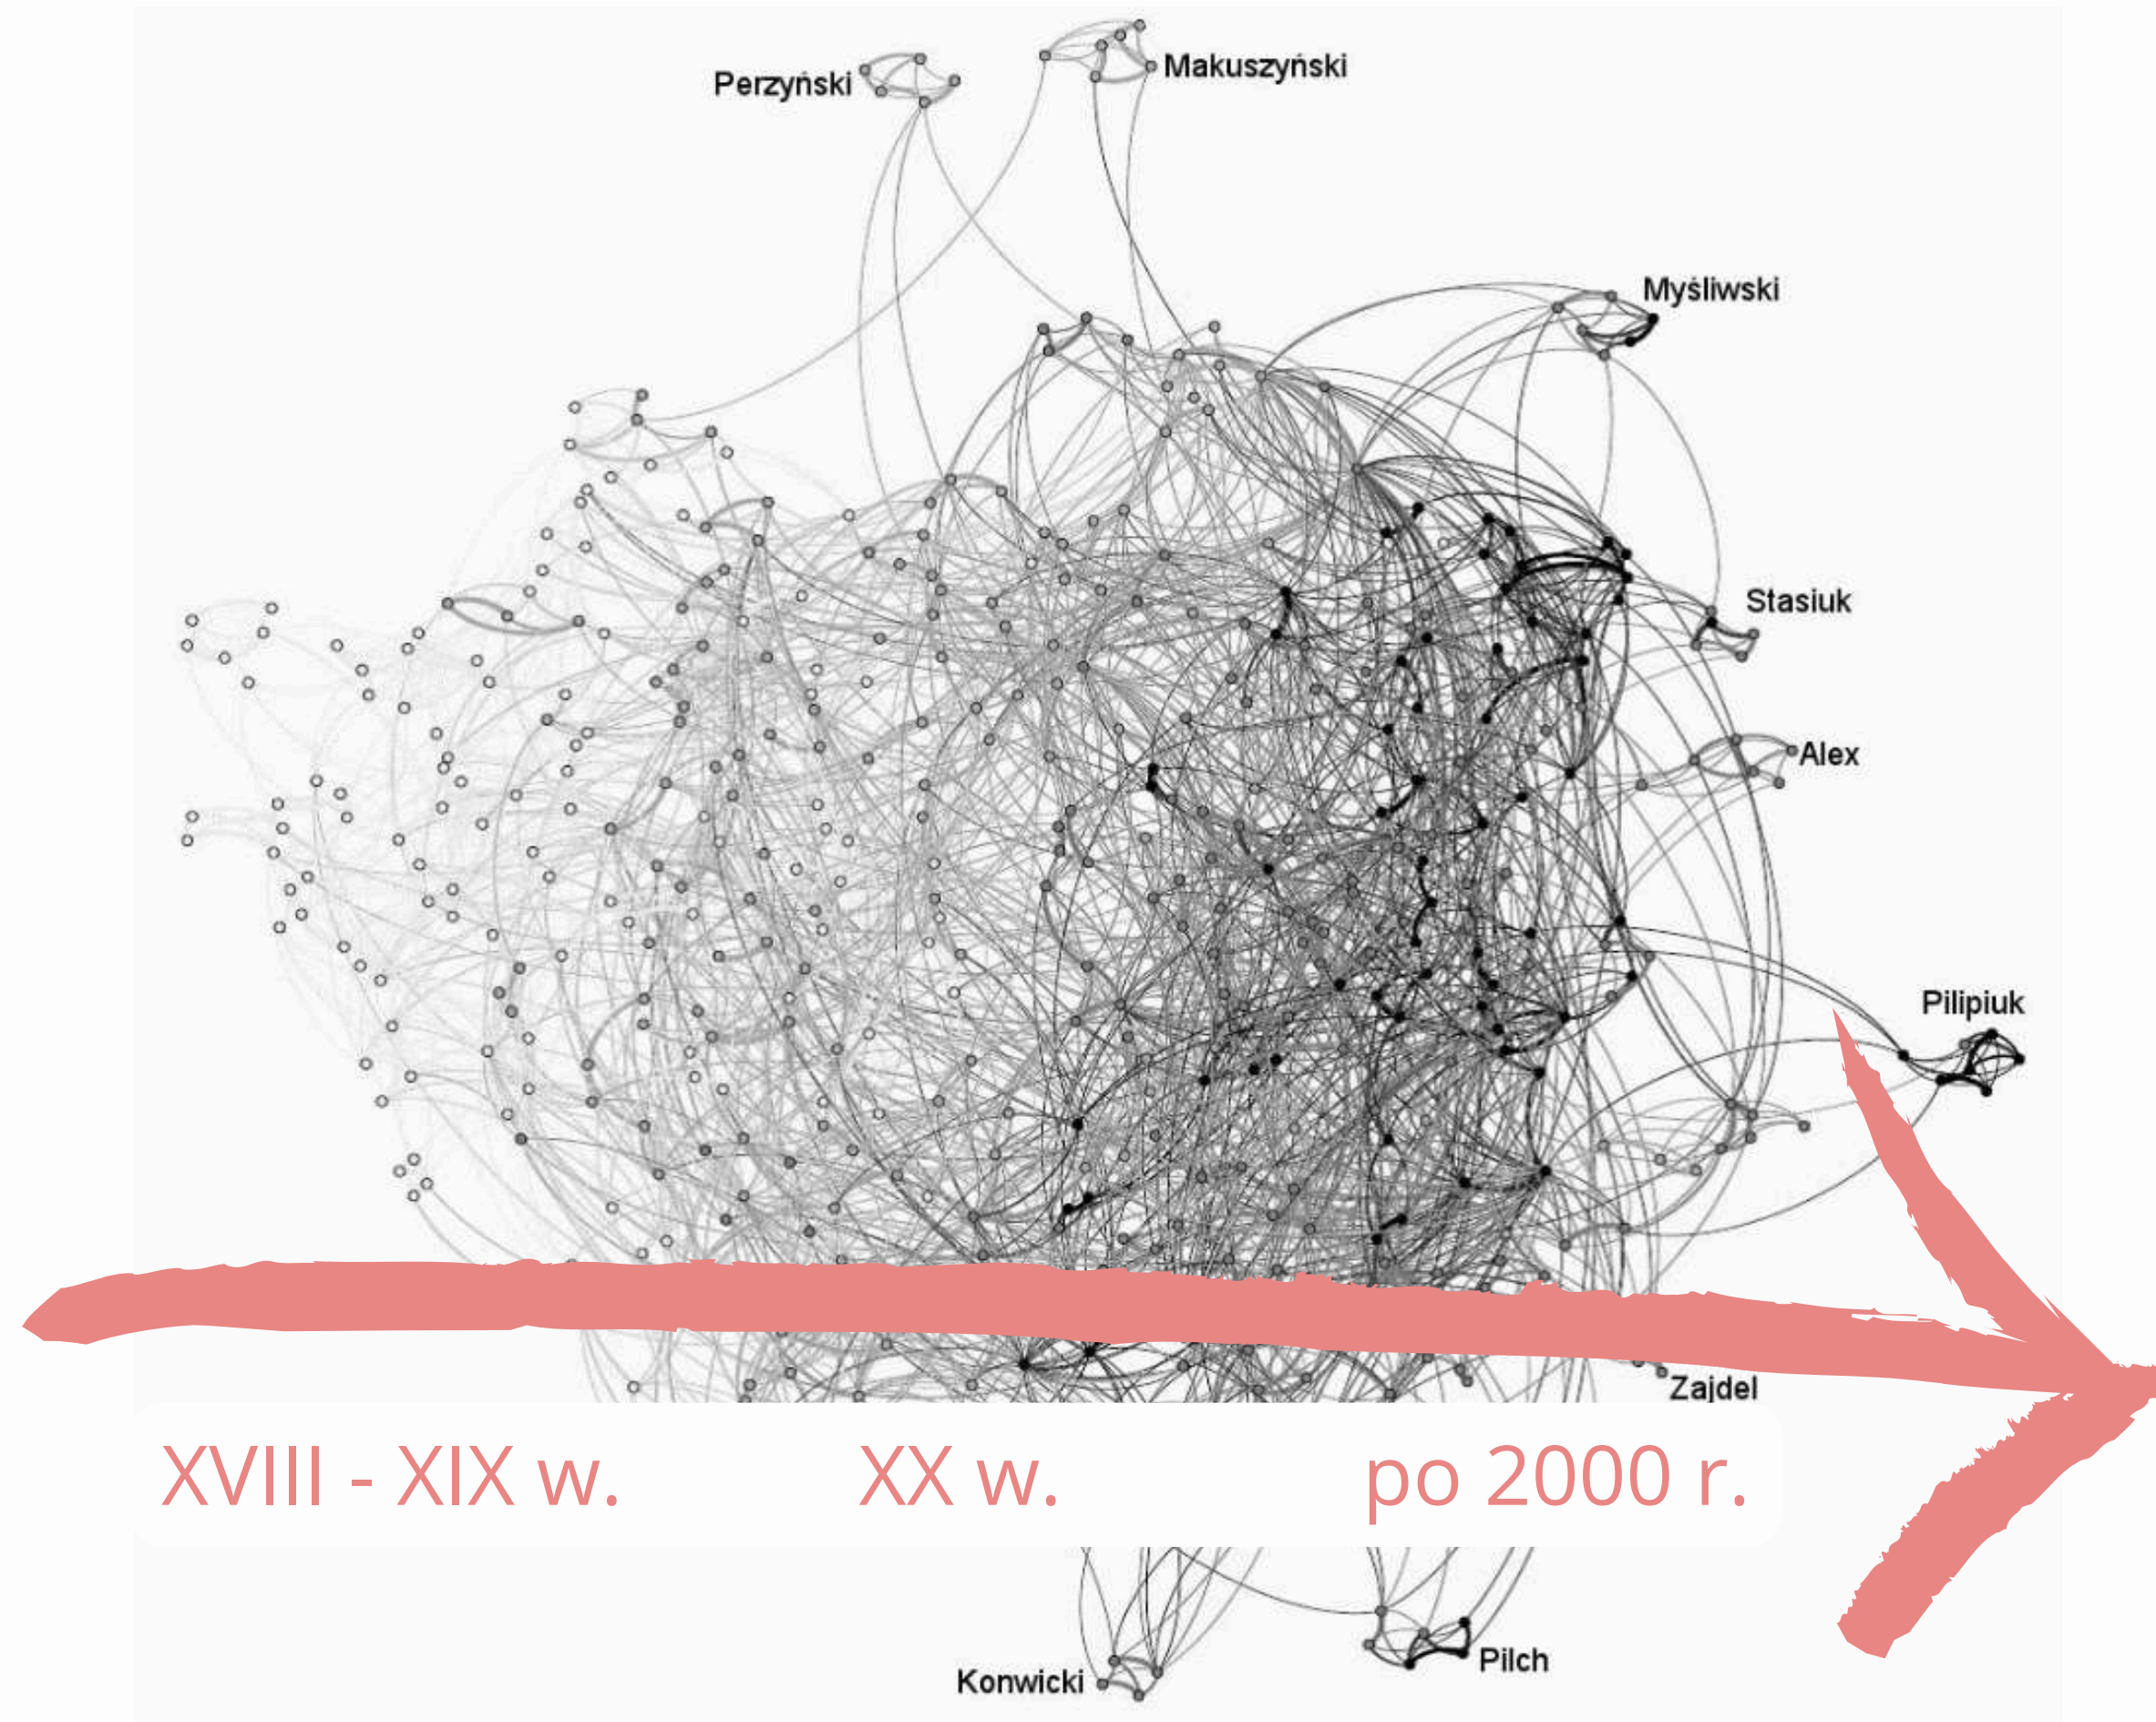 Makuszyński
Perzyński
Myśliwski
Stasiuk
Alex
Pilipiuk
Zajdel
XVIII - XIX w. XX w. po 2000 r.
Pilch
Konwicki